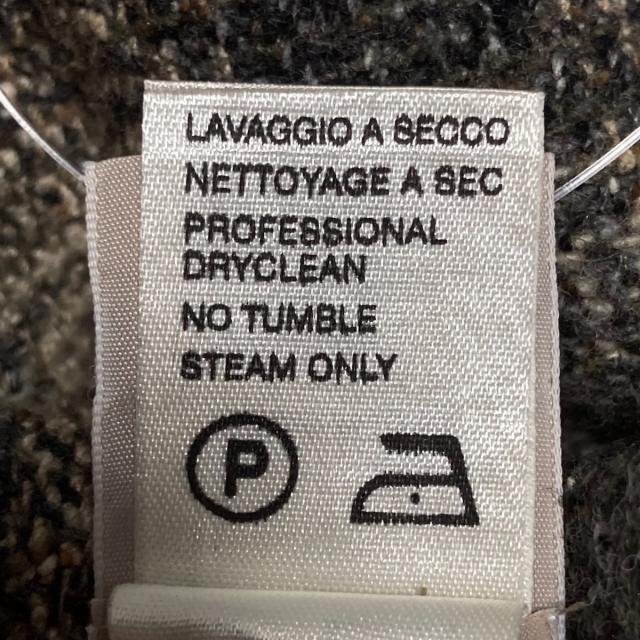 LAVAGGIO A SECCO
NETTOYAGE A SEC
PROFESSIONAL
DRYCLEAN
NO TUMBLE
STEAM ONLY
P